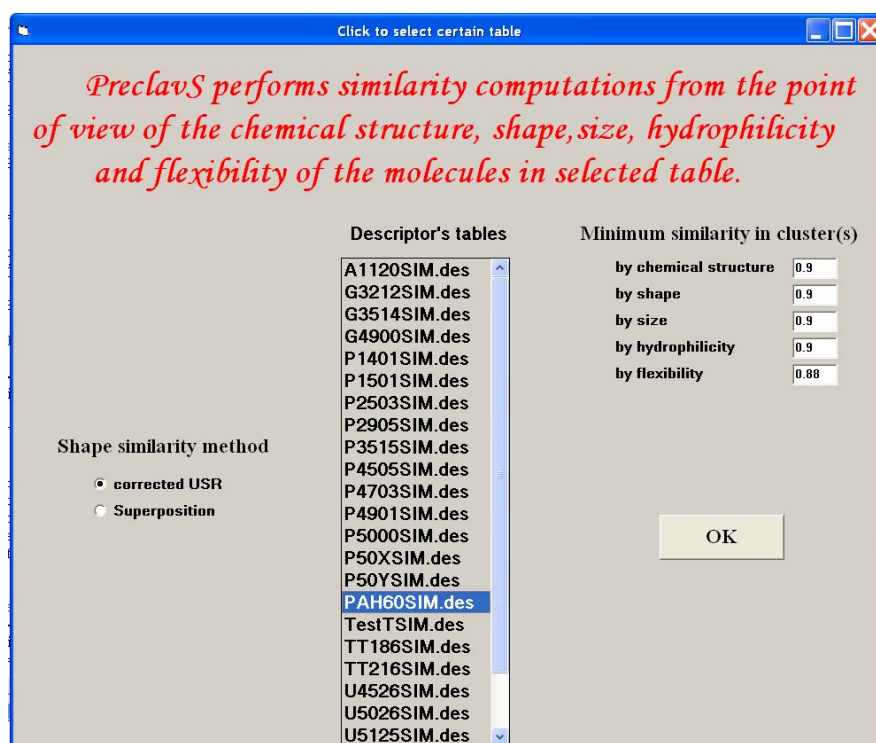 Click to select certain table
PreclavS performs similarity computations from the point
of view of the chemical structure, shape,size, hydrophilicity
and flexibility of the molecules in selected table.
Descriptor's tables
A1120SIM.des
G3212SIM.des
G3514SIM.des
G4900SIM.des
P1401SIM.des
P1501SIM.des
P2503SIM.des
P2905SIM.des
P3515SIM.des
P4505SIM.des
P4703SIM.des
P4901SIM.des
P5000SIM.des
P50XSIM.des
P50YSIM.des
PAH60SIM.des
TestTSIM.des
TT186SIM.des
TT216SIM.des
U4526SIM.des
U5026SIM.des
U5125SIM.des
Minimum similarity in cluster(s)
by chemical structure 0.9
by shape 0.9
by size 0.9
by hydrophilicity 0.9
by flexibility 0.88
Shape similarity method
corrected USR
Superposition
OK